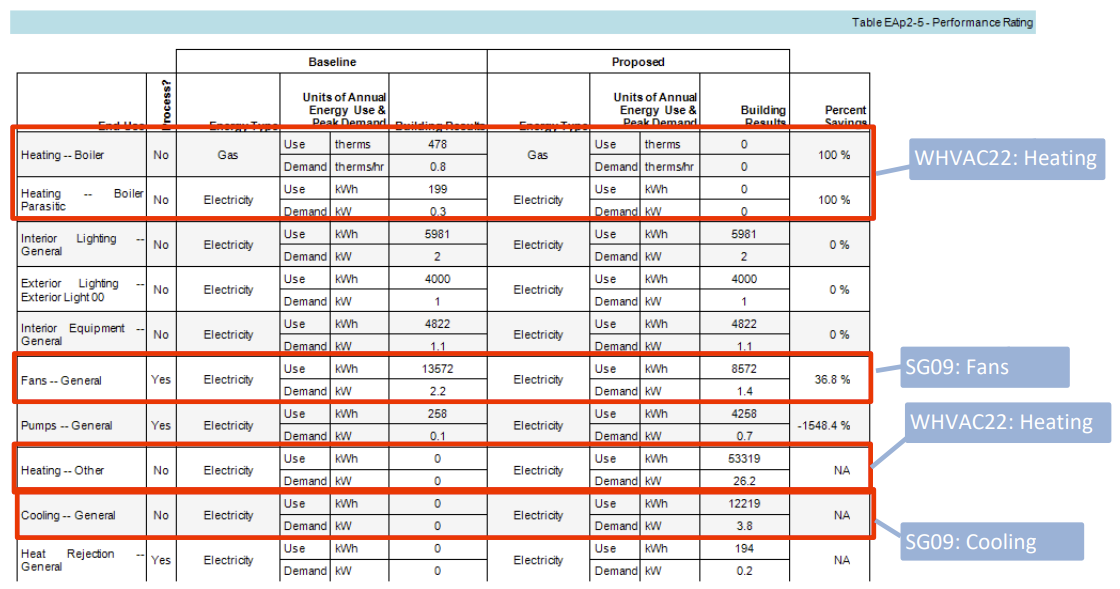 Table EAp2-5 - Performance Rating
Baseline Proposed
End Use Process? Energy Type Units of Annual Energy Use & Peak Demand Building Results Energy Type Units of Annual Energy Use & Peak Demand Building Results Percent Savings
Heating -- Boiler No Gas Use therms 478 Gas Use therms 0 100 %
Demand therms/hr 0.8 Demand therms/hr 0
WHVAC22: Heating
Heating -- Boiler Parasitic No Electricity Use kWh 199 Electricity Use kWh 0 100 %
Demand kW 0.3 Demand kW 0
Interior Lighting -- General No Electricity Use kWh 5981 Electricity Use kWh 5981 0 %
Demand kW 2 Demand kW 2
Exterior Lighting -- Exterior Light 00 No Electricity Use kWh 4000 Electricity Use kWh 4000 0 %
Demand kW 1 Demand kW 1
Interior Equipment -- General No Electricity Use kWh 4822 Electricity Use kWh 4822 0 %
Demand kW 1.1 Demand kW 1.1
Fans -- General Yes Electricity Use kWh 13572 Electricity Use kWh 8572 36.8 %
Demand kW 2.2 Demand kW 1.4
SG09: Fans
Pumps -- General Yes Electricity Use kWh 258 Electricity Use kWh 4258 -1548.4 %
Demand kW 0.1 Demand kW 0.7
WHVAC22: Heating
Heating -- Other No Electricity Use kWh 0 Electricity Use kWh 53319 NA
Demand kW 0 Demand kW 26.2
Cooling -- General No Electricity Use kWh 0 Electricity Use kWh 12219 NA
Demand kW 0 Demand kW 3.8
SG09: Cooling
Heat Rejection -- General Yes Electricity Use kWh 0 Electricity Use kWh 194 NA
Demand kW 0 Demand kW 0.2